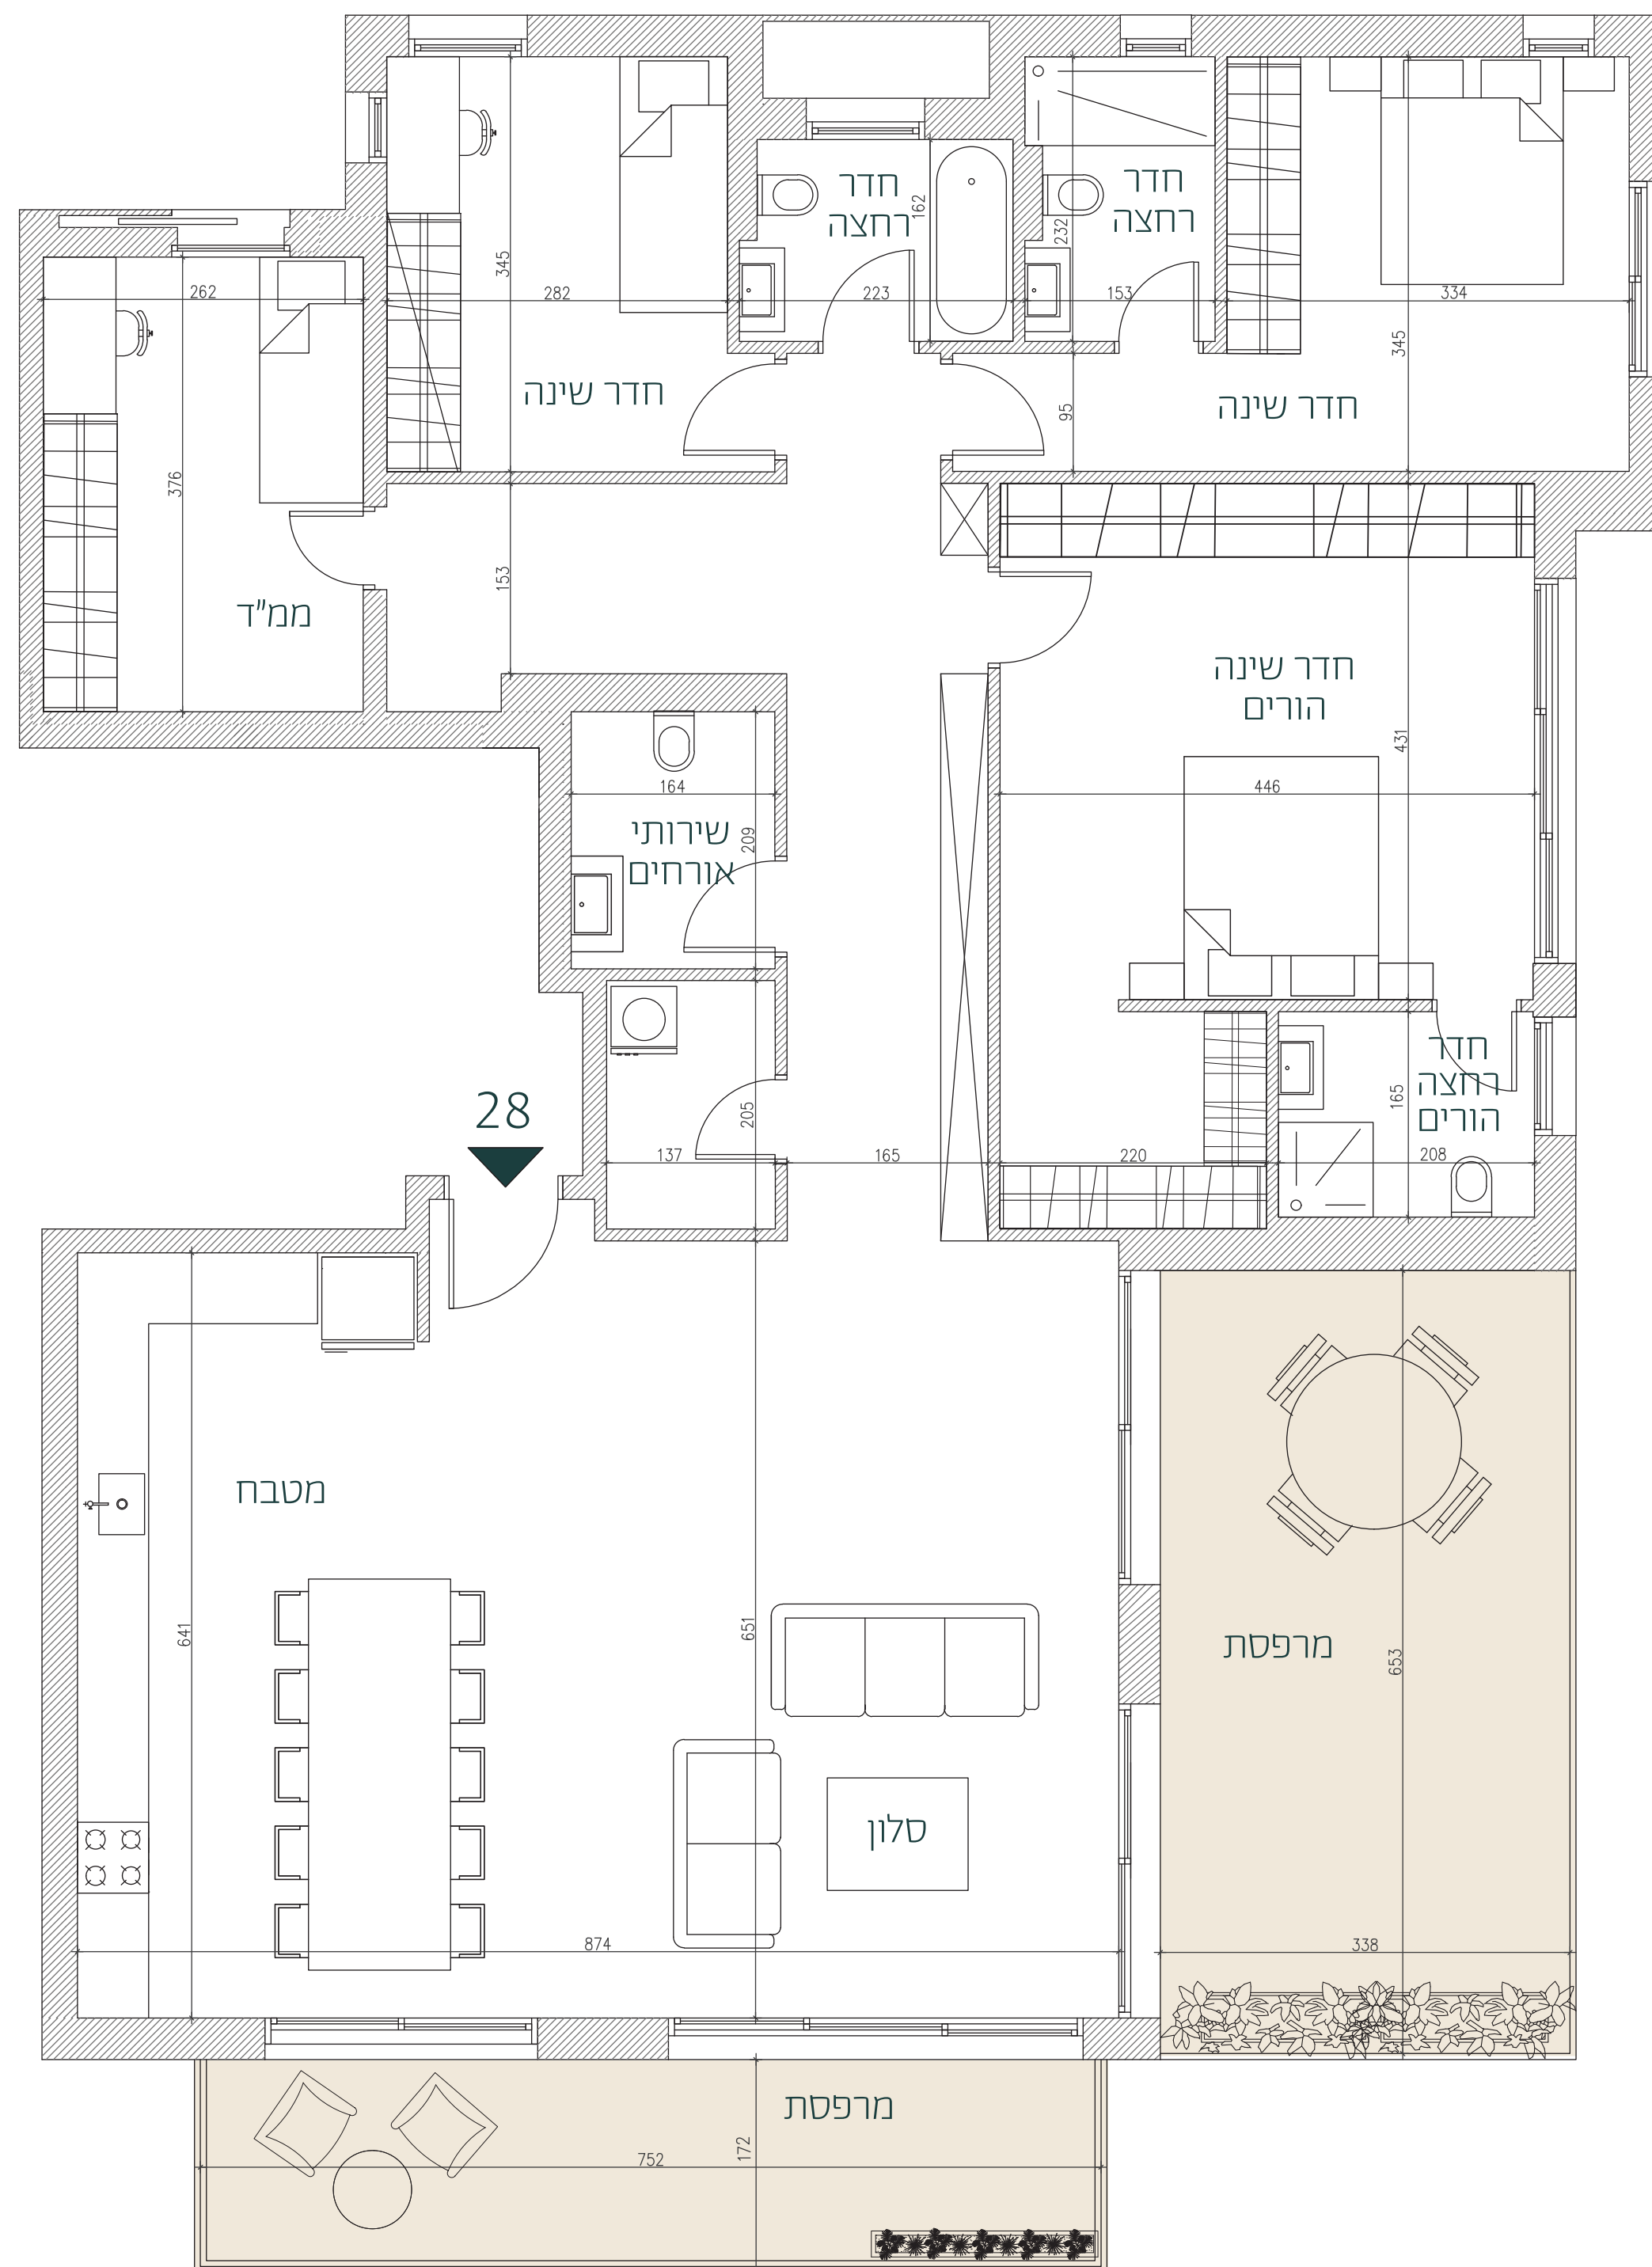 חדר
רחצה
חדר
רחצה
162
232
345
262
282
223
153
334
345
חדר שינה
חדר שינה
95
376
153
ממ"ד
חדר שינה
הורים
431
164
446
שירותי
אורחים
209
חדר
רחצה
הורים
165
28
205
137
165
220
208
מטבח
641
651
מרפסת
653
סלון
874
338
מרפסת
172
752